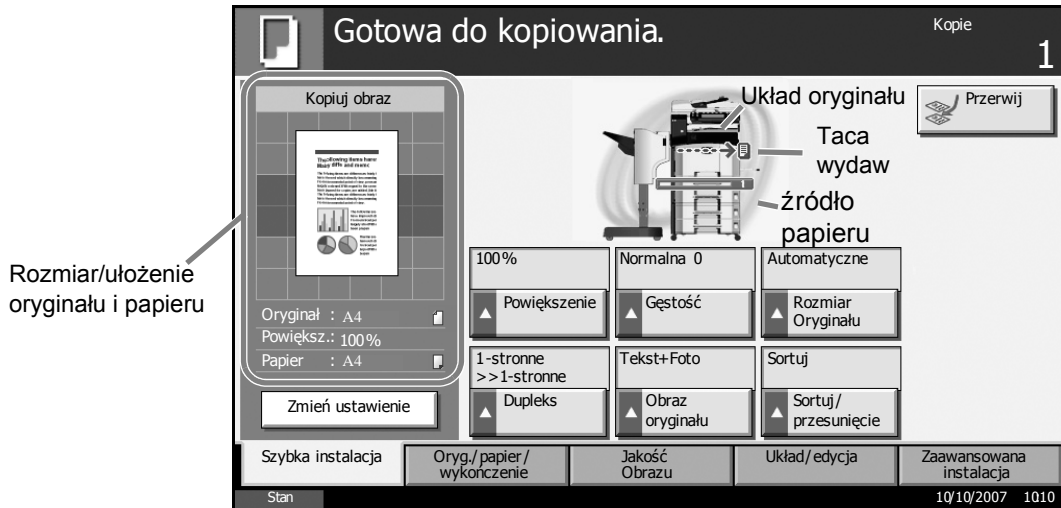 Gotowa do kopiowania.
Kopie
1
Kopiuj obraz
Układ oryginału
Taca
wydaw
źródło
papieru
Przerwij
Rozmiar/ułożenie
oryginału i papieru
Oryginał : A4
Powiększ.: 100%
Papier : A4
Zmień ustawienie
100%
Powiększenie
Normalna 0
Gęstość
Automatyczne
Rozmiar
Oryginału
1-stronne
>>1-stronne
Dupleks
Tekst+Foto
Obraz
oryginału
Sortuj
Sortuj/
przesunięcie
Szybka instalacja
Oryg./papier/
wykończenie
Jakość
Obrazu
Układ/edycja
Zaawansowana
instalacja
Stan
10/10/2007 1010